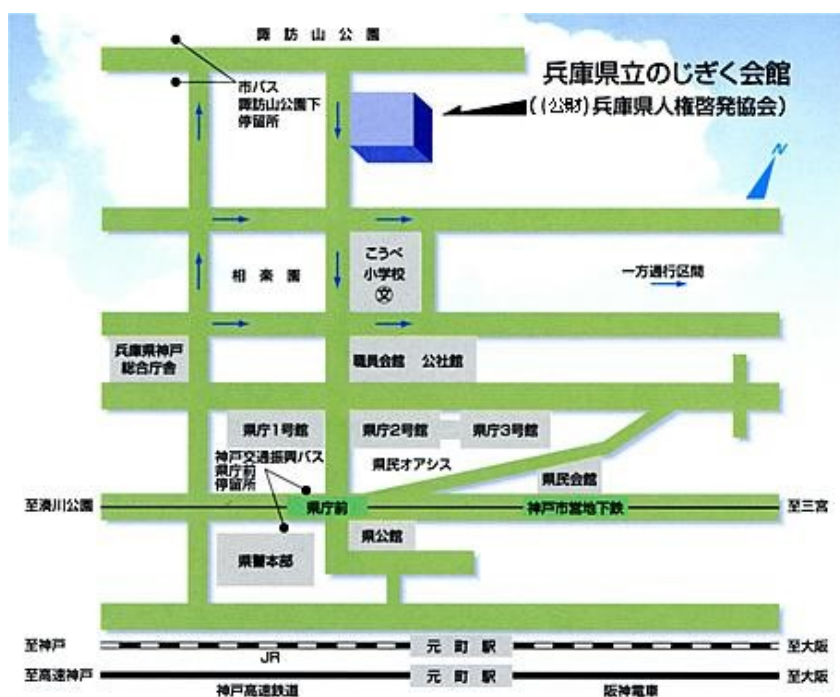 諏訪山公園
市バス
諏訪山公園下
停留所
兵庫県立のじぎく会館
((公財)兵庫県人権啓発協会)
N
相楽園
こうべ
小学校
文
一方通行区間
兵庫県神戸
総合庁舎
職員会館 公社館
県庁1号館
県庁2号館
県庁3号館
神戸交通振興バス
県庁前
停留所
県民オアシス
県民会館
至湊川公園
県庁前
神戸市営地下鉄
至三宮
県公館
県警本部
至神戸
JR
元町駅
至大阪
至高速神戸
神戸高速鉄道
元町駅
阪神電車
至大阪